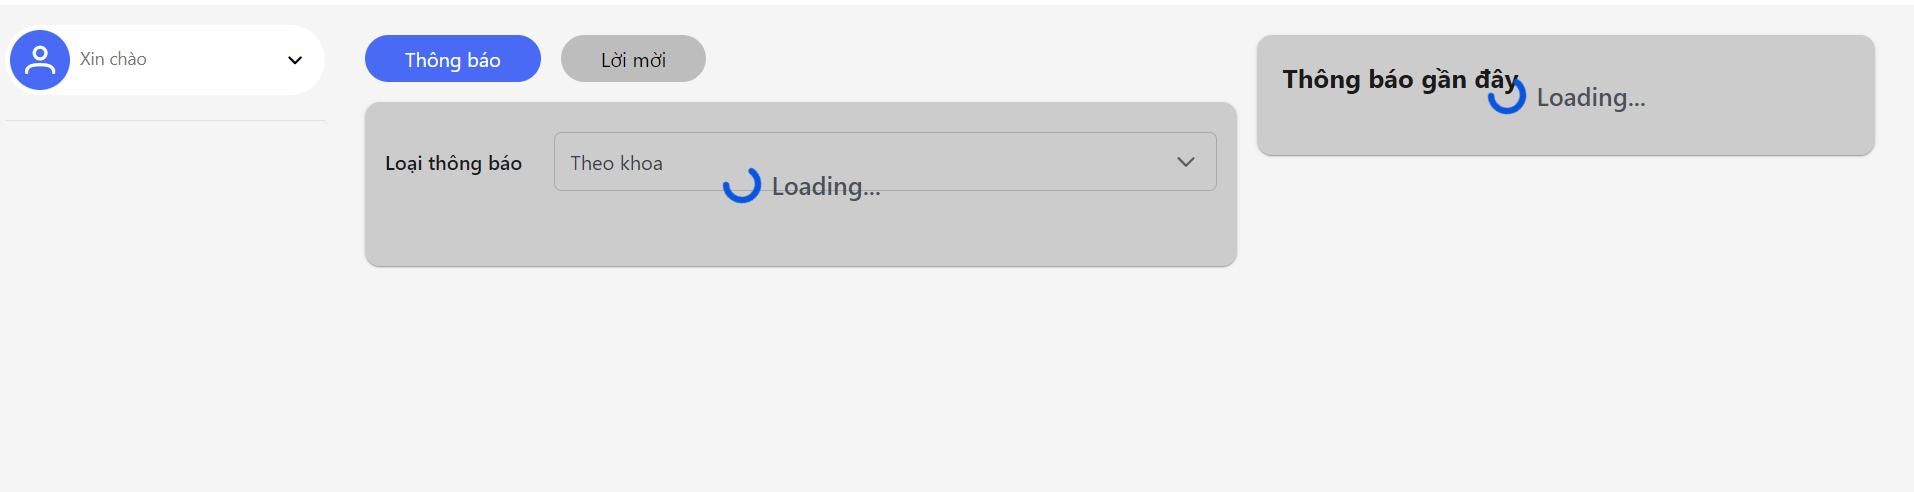 Xin chào
Thông báo
Lời mời
Loại thông báo
Theo khoa
Loading...
Thông báo gần đây
Loading...